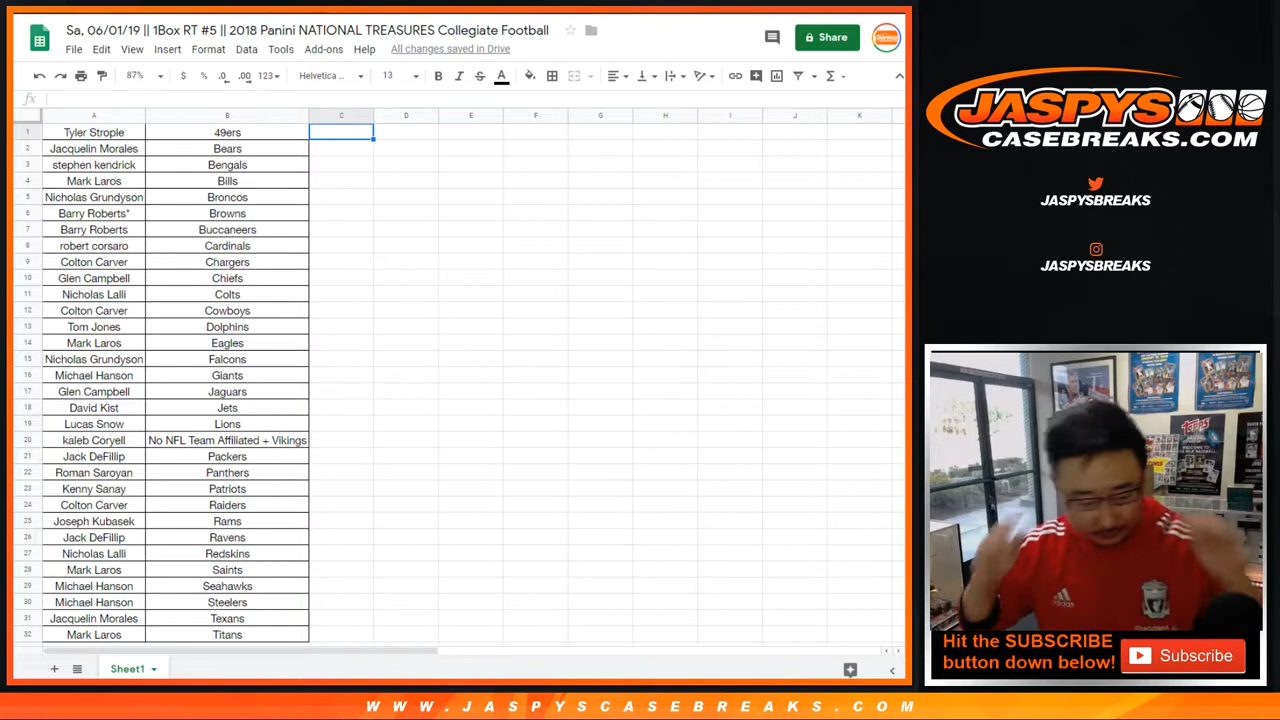 Sa, 06/01/19 || 1Box RT #5 || 2018 Panini NATIONAL TREASURES Collegiate Football
File Edit View Insert Format Data Tools Add-ons Help All changes saved in Drive
Share
87% $ % .0 .00 123 Helvetica ... 13 B I S A
fx
A B C D E F G H I J K
1 Tyler Strople 49ers
2 Jacquelin Morales Bears
3 stephen kendrick Bengals
4 Mark Laros Bills
5 Nicholas Grundyson Broncos
6 Barry Roberts* Browns
7 Barry Roberts Buccaneers
8 robert corsaro Cardinals
9 Colton Carver Chargers
10 Glen Campbell Chiefs
11 Nicholas Lalli Colts
12 Colton Carver Cowboys
13 Tom Jones Dolphins
14 Mark Laros Eagles
15 Nicholas Grundyson Falcons
16 Michael Hanson Giants
17 Glen Campbell Jaguars
18 David Kist Jets
19 Lucas Snow Lions
20 kaleb Coryell No NFL Team Affiliated + Vikings
21 Jack DeFillip Packers
22 Roman Saroyan Panthers
23 Kenny Sanay Patriots
24 Colton Carver Raiders
25 Joseph Kubasek Rams
26 Jack DeFillip Ravens
27 Nicholas Lalli Redskins
28 Mark Laros Saints
29 Michael Hanson Seahawks
30 Michael Hanson Steelers
31 Jacquelin Morales Texans
32 Mark Laros Titans
Sheet1
JASPYS
CASEBREAKS.COM
JASPYSBREAKS
JASPYSBREAKS
topps
Hit the SUBSCRIBE
button down below!
Subscribe
WWW.JASPYSCASEBREAKS.COM